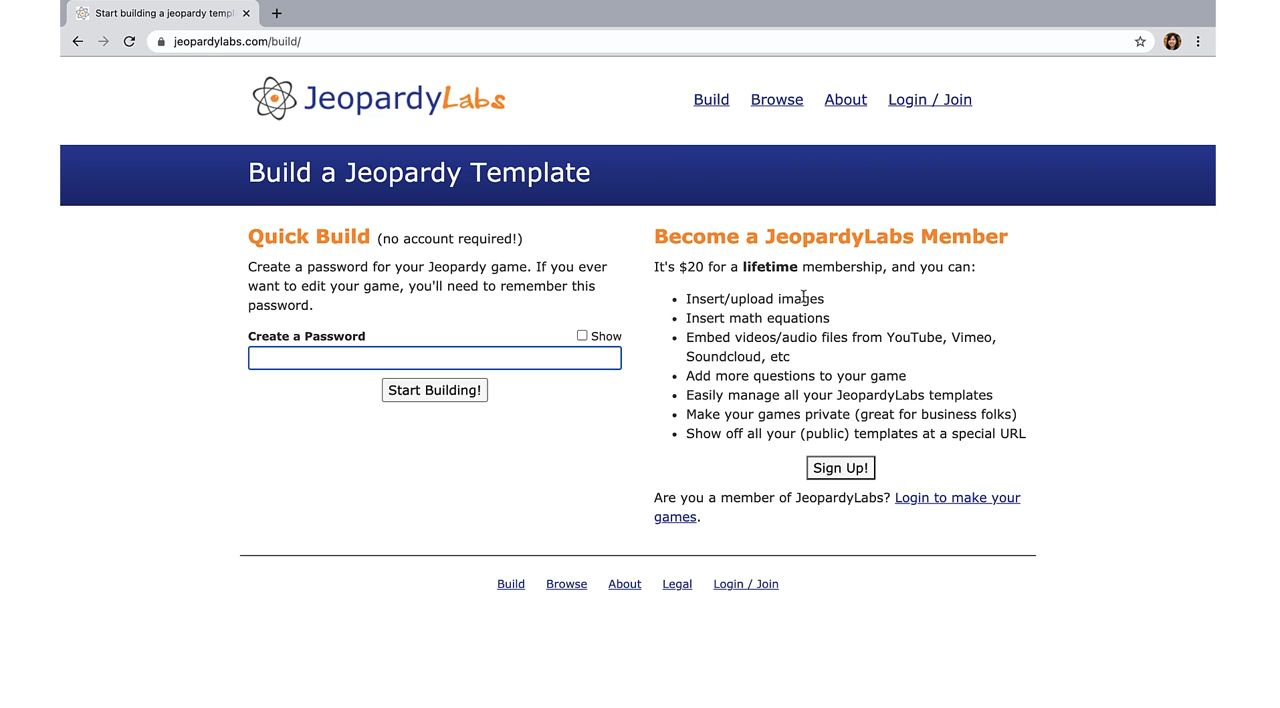 Start building a jeopardy templ
jeopardylabs.com/build/
JeopardyLabs
Build Browse About Login / Join
Build a Jeopardy Template
Quick Build (no account required!)
Create a password for your Jeopardy game. If you ever
want to edit your game, you'll need to remember this
password.
Create a Password
Show
Start Building!
Become a JeopardyLabs Member
It's $20 for a lifetime membership, and you can:
• Insert/upload images
• Insert math equations
• Embed videos/audio files from YouTube, Vimeo,
Soundcloud, etc
• Add more questions to your game
• Easily manage all your JeopardyLabs templates
• Make your games private (great for business folks)
• Show off all your (public) templates at a special URL
Sign Up!
Are you a member of JeopardyLabs? Login to make your
games.
Build Browse About Legal Login / Join